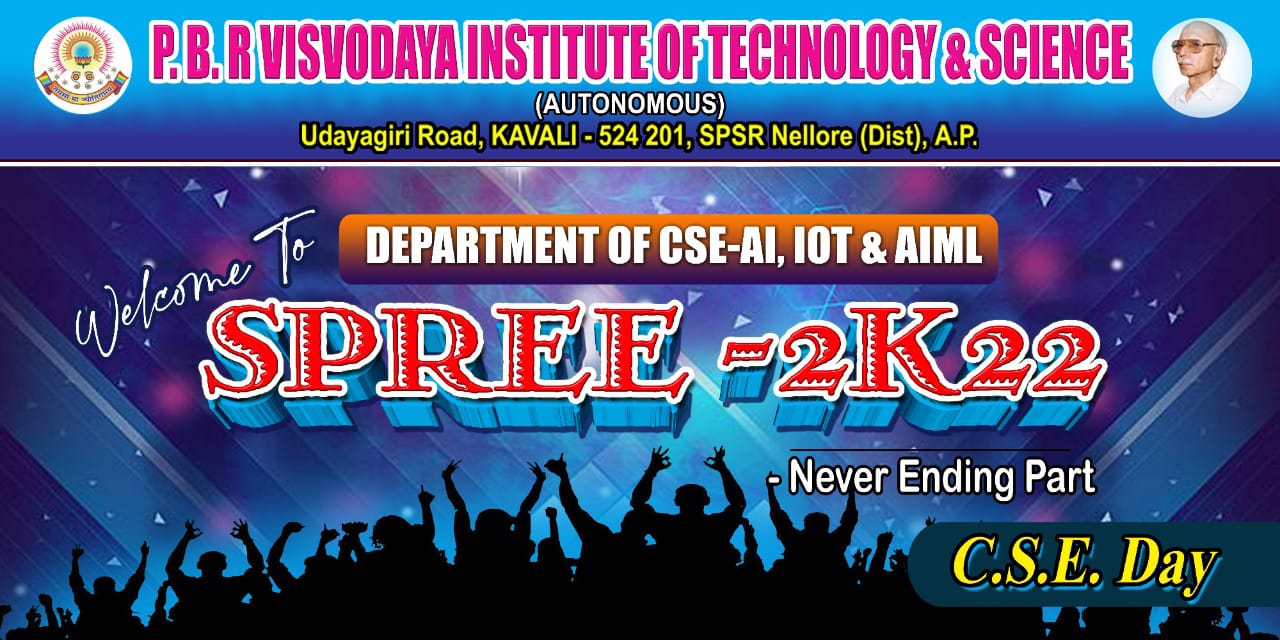 P. B. R VISVODAYA INSTITUTE OF TECHNOLOGY & SCIENCE
(AUTONOMOUS)
Udayagiri Road, KAVALI - 524 201, SPSR Nellore (Dist), A.P.
Welcome To
DEPARTMENT OF CSE-AI, IOT & AIML
SPREE -2K22
- Never Ending Part
C.S.E. Day